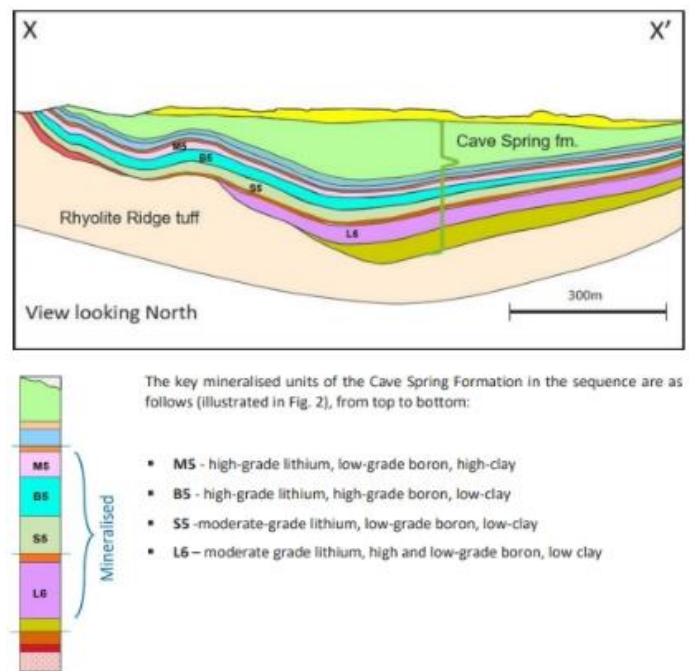 X
X'
M5
B5
Cave Spring fm.
S5
Rhyolite Ridge tuff
L6
300m
View looking North
The key mineralised units of the Cave Spring Formation in the sequence are as
follows (illustrated in Fig. 2), from top to bottom:
M5
B5
S5
L6
Mineralised
▪ M5 - high-grade lithium, low-grade boron, high-clay
▪ B5 - high-grade lithium, high-grade boron, low-clay
▪ S5 -moderate-grade lithium, low-grade boron, low-clay
▪ L6 – moderate grade lithium, high and low-grade boron, low clay